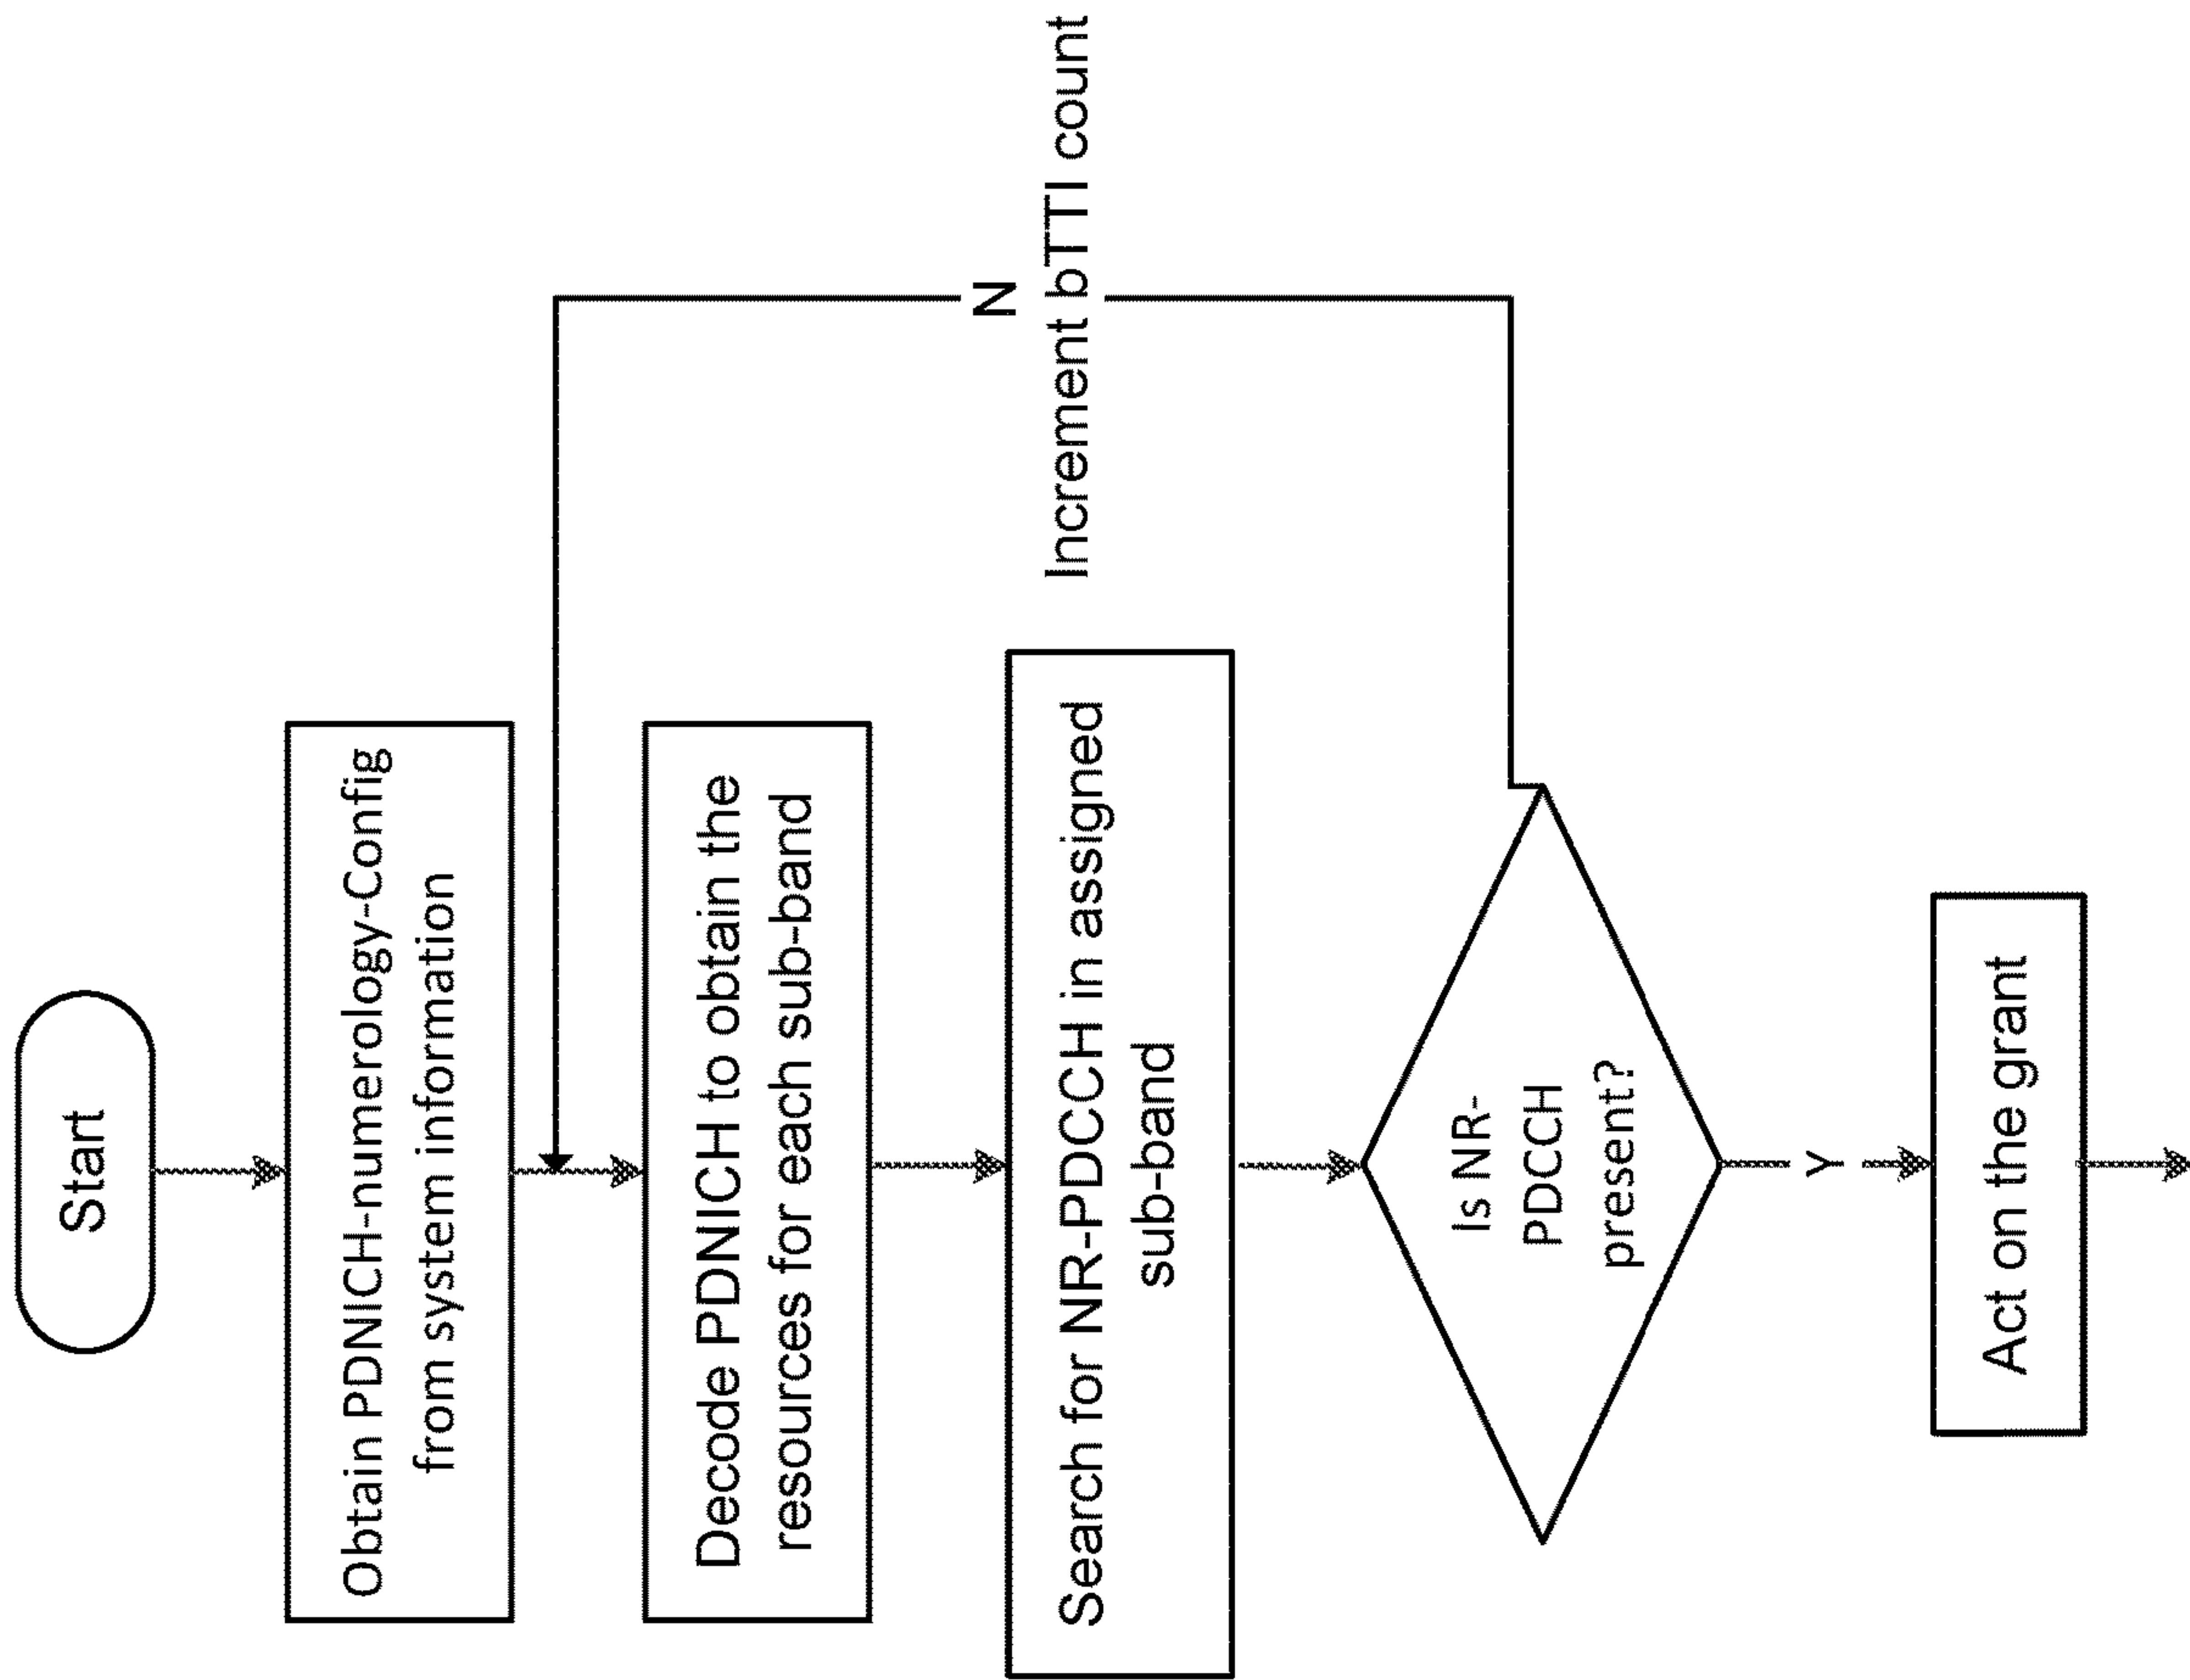 Start
Obtain PDNICH-numerology-Config
from system information
Decode PDNICH to obtain the
resources for each sub-band
Search for NR-PDCCH in assigned
sub-band
Is NR-
PDCCH
present?
N
Increment bTTI count
Y
Act on the grant